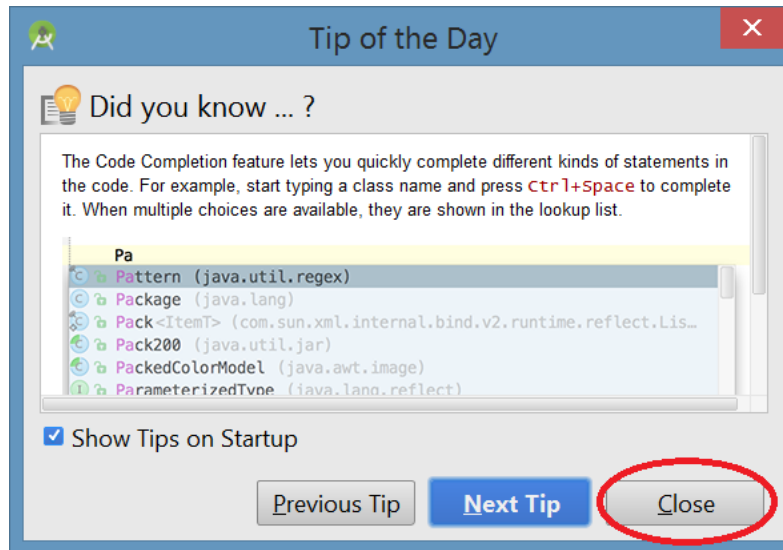 Tip of the Day
Did you know ... ?
The Code Completion feature lets you quickly complete different kinds of statements in
the code. For example, start typing a class name and press Ctrl+Space to complete
it. When multiple choices are available, they are shown in the lookup list.
Pa
Pattern (java.util.regex)
Package (java.lang)
Pack<ItemT> (com.sun.xml.internal.bind.v2.runtime.reflect.Lis…
Pack200 (java.util.jar)
PackedColorModel (java.awt.image)
ParameterizedType (java.lang.reflect)
Show Tips on Startup
Previous Tip Next Tip Close